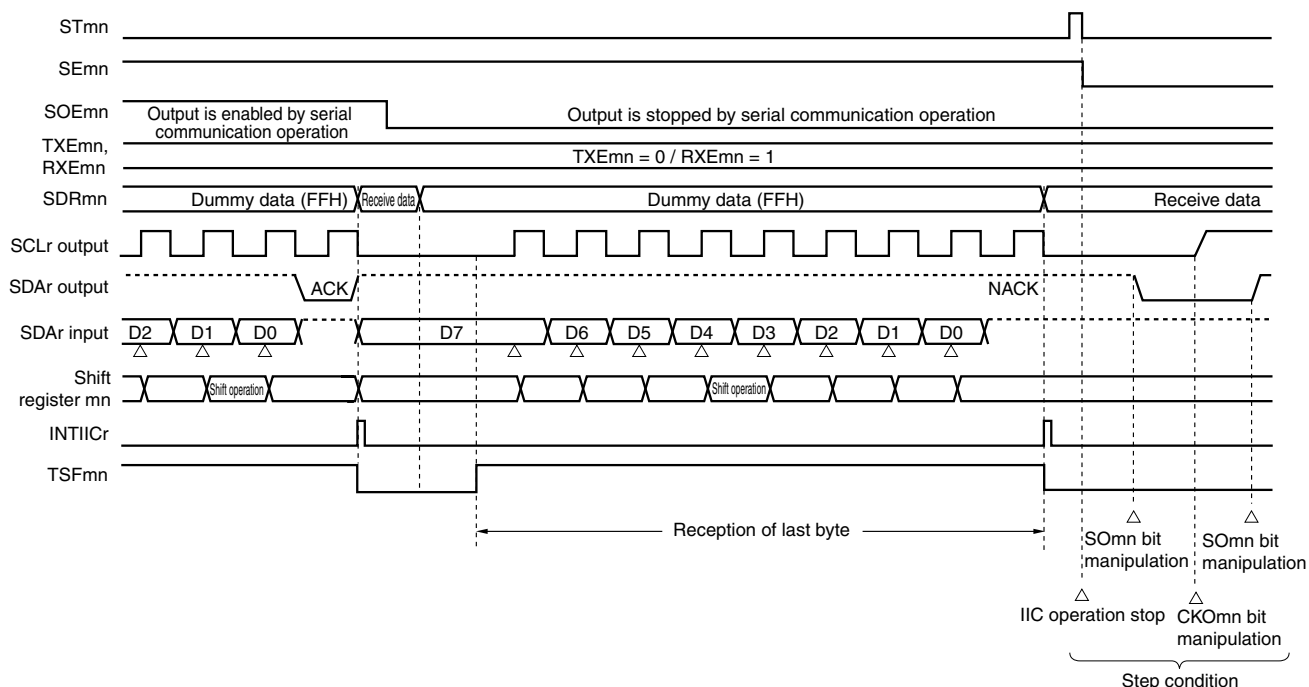 STmn
SEmn
SOEmn
Output is enabled by serial
communication operation
Output is stopped by serial communication operation
TXEmn,
RXEmn
TXEmn = 0 / RXEmn = 1
SDRmn
Dummy data (FFH)
Receive data
Dummy data (FFH)
Receive data
SCLr output
SDAr output
ACK
NACK
SDAr input
D2
D1
D0
D7
D6
D5
D4
D3
D2
D1
D0
Shift
register mn
Shift operation
Shift operation
INTIICr
TSFmn
Reception of last byte
SOmn bit
manipulation
SOmn bit
manipulation
IIC operation stop
CKOmn bit
manipulation
Step condition